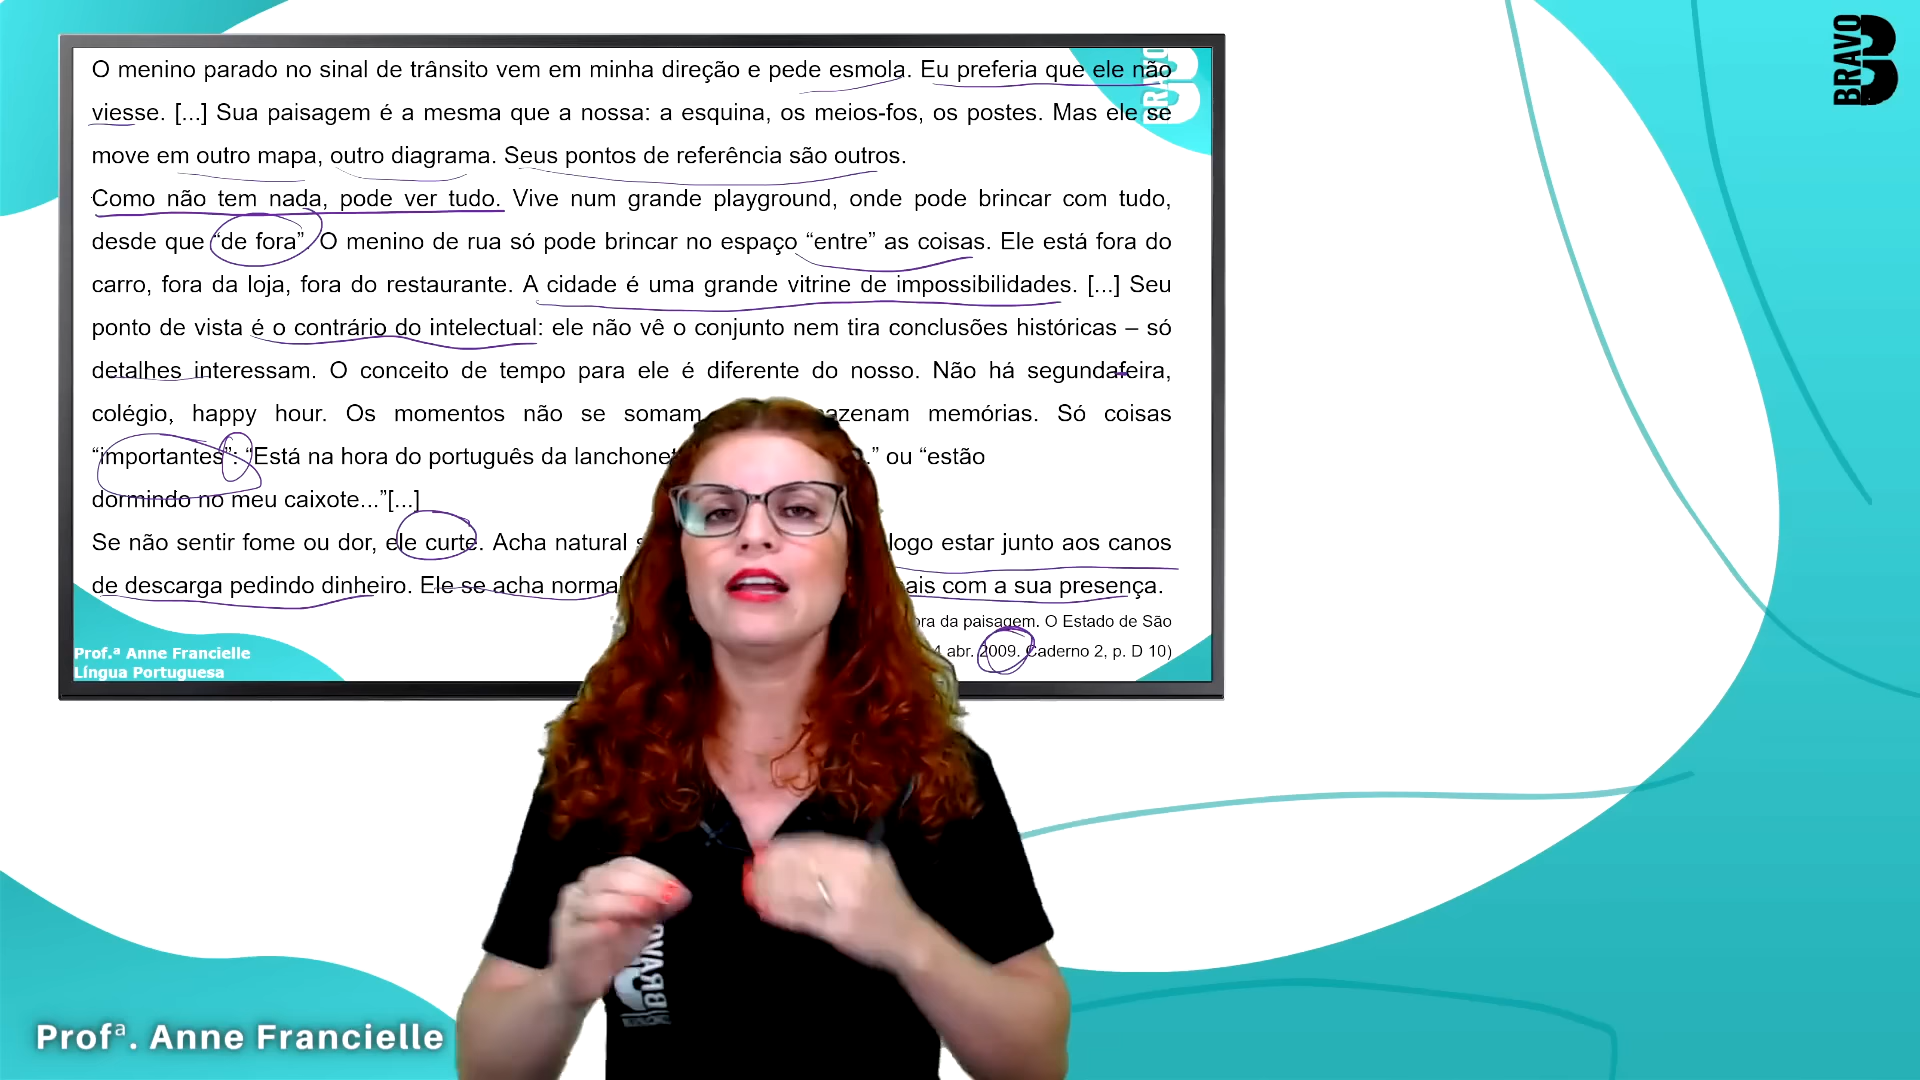 O menino parado no sinal de trânsito vem em minha direção e pede esmola. Eu preferia que ele não
viesse. [...] Sua paisagem é a mesma que a nossa: a esquina, os meios-fos, os postes. Mas ele se
move em outro mapa, outro diagrama. Seus pontos de referência são outros.
Como não tem nada, pode ver tudo. Vive num grande playground, onde pode brincar com tudo,
desde que “de fora”. O menino de rua só pode brincar no espaço “entre” as coisas. Ele está fora do
carro, fora da loja, fora do restaurante. A cidade é uma grande vitrine de impossibilidades. [...] Seu
ponto de vista é o contrário do intelectual: ele não vê o conjunto nem tira conclusões históricas – só
detalhes interessam. O conceito de tempo para ele é diferente do nosso. Não há segundafeira,
colégio, happy hour. Os momentos não se somam, memórias. Só coisas
“importantes”: “Está na hora do português da ” ou “estão
dormindo no meu caixote...”[...]
Se não sentir fome ou dor, ele curte. Acha natural logo estar junto aos canos
de descarga pedindo dinheiro. Ele se acha com a sua presença.
da paisagem. O Estado de São
abr. 2009. Caderno 2, p. D 10)
Prof.ª Anne Francielle
Língua Portuguesa
BRAVO
BRAVO
BRAVO
Profª. Anne Francielle